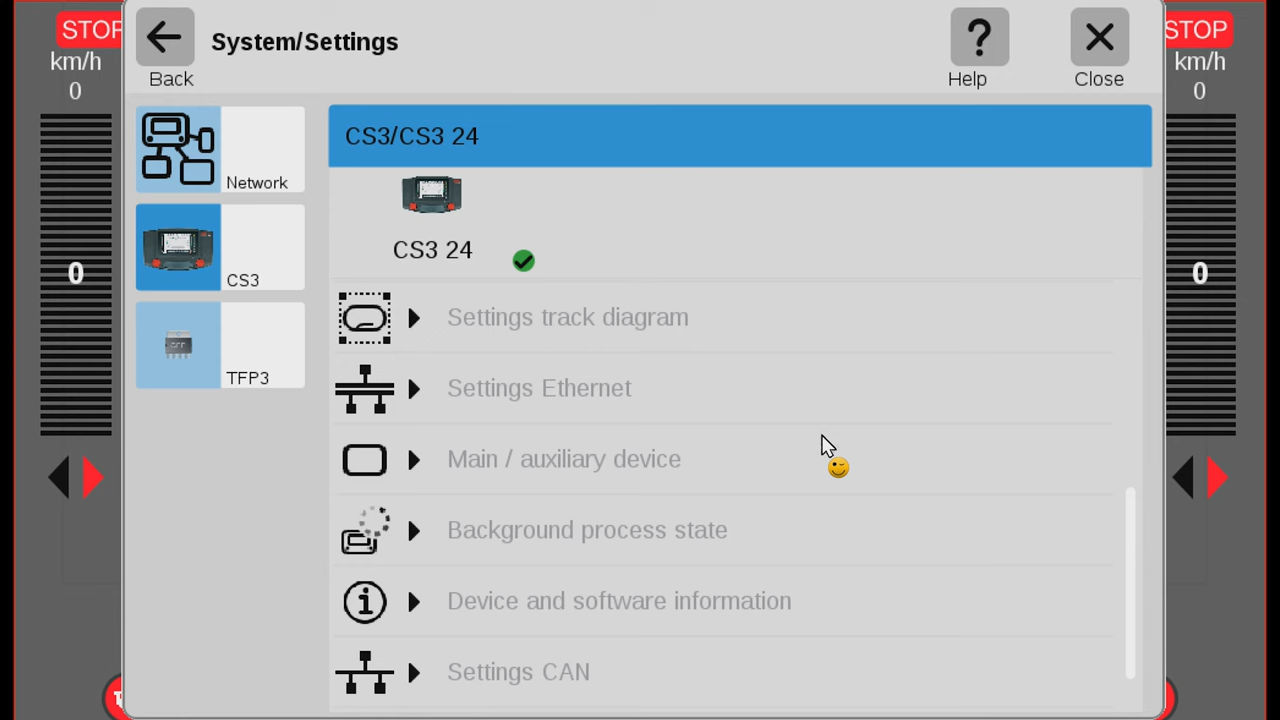 STOP
km/h
0
0
Back
System/Settings
Help
Close
Network
CS3
TFP3
CS3/CS3 24
CS3 24
Settings track diagram
Settings Ethernet
Main / auxiliary device
Background process state
Device and software information
Settings CAN
STOP
km/h
0
0